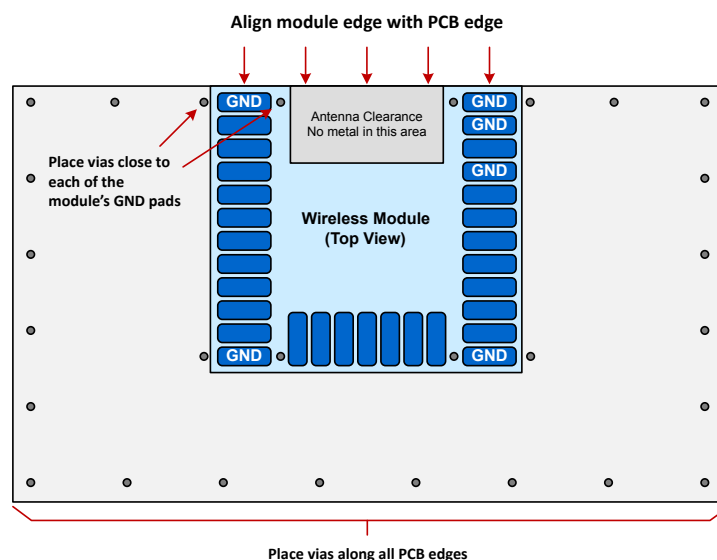 Align module edge with PCB edge
GND
GND
Antenna Clearance
No metal in this area
GND
Place vias close to
each of the
module's GND pads
GND
Wireless Module
(Top View)
GND
GND
Place vias along all PCB edges